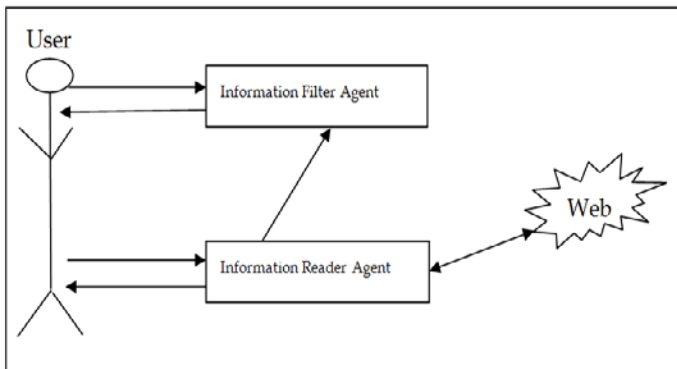 User
Information Filter Agent
Web
Information Reader Agent